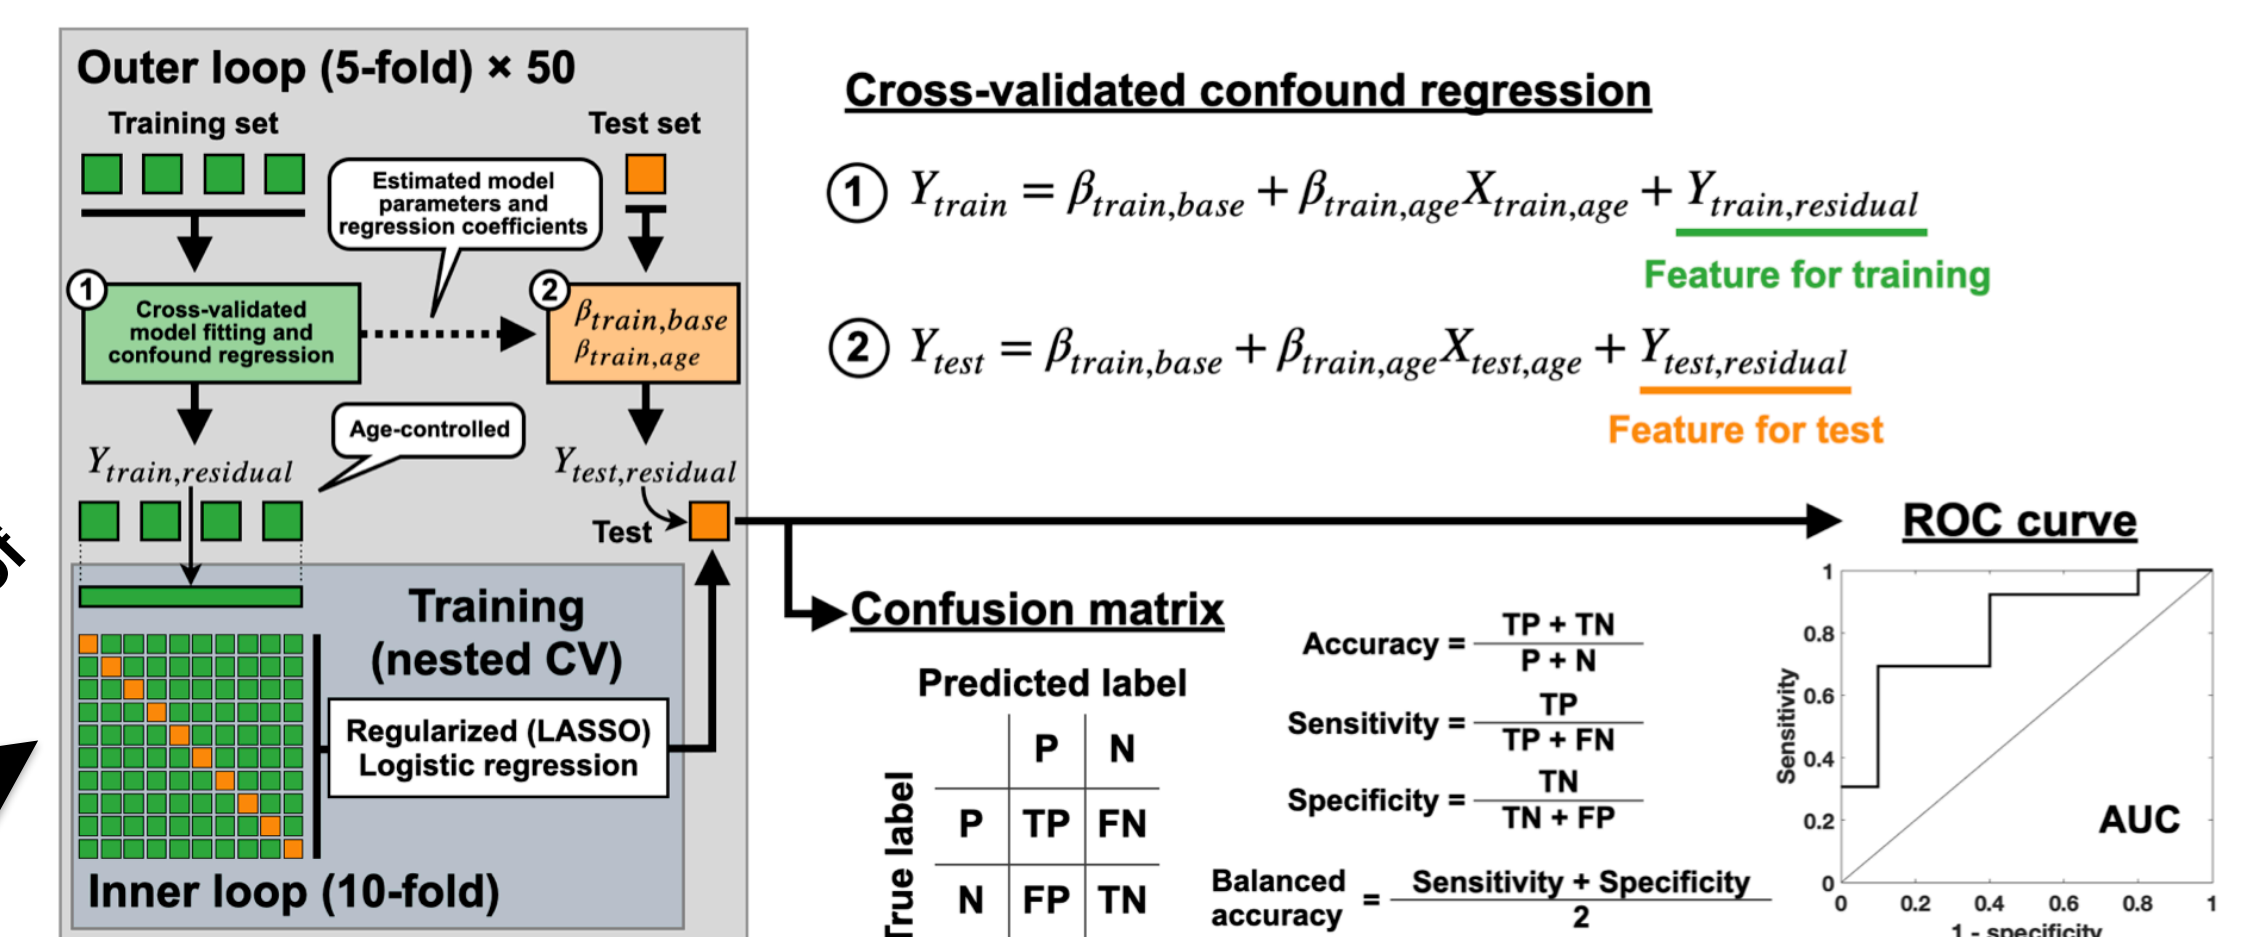 Outer loop (5-fold) × 50
Training set
Test set
Estimated model
parameters and
regression coefficients
1
Cross-validated
model fitting and
confound regression
2
β_train,base
β_train,age
Age-controlled
Y_train,residual
Y_test,residual
Test
Training
(nested CV)
Regularized (LASSO)
Logistic regression
Inner loop (10-fold)
Cross-validated confound regression
1 Y_train = β_train,base + β_train,age X_train,age + Y_train,residual
Feature for training
2 Y_test = β_train,base + β_train,age X_test,age + Y_test,residual
Feature for test
Confusion matrix
Predicted label
True label
P N
P TP FN
N FP TN
Accuracy = TP + TN / P + N
Sensitivity = TP / TP + FN
Specificity = TN / TN + FP
Balanced accuracy = Sensitivity + Specificity / 2
ROC curve
Sensitivity
1
0.8
0.6
0.4
0.2
0
AUC
0 0.2 0.4 0.6 0.8 1
1 - specificity